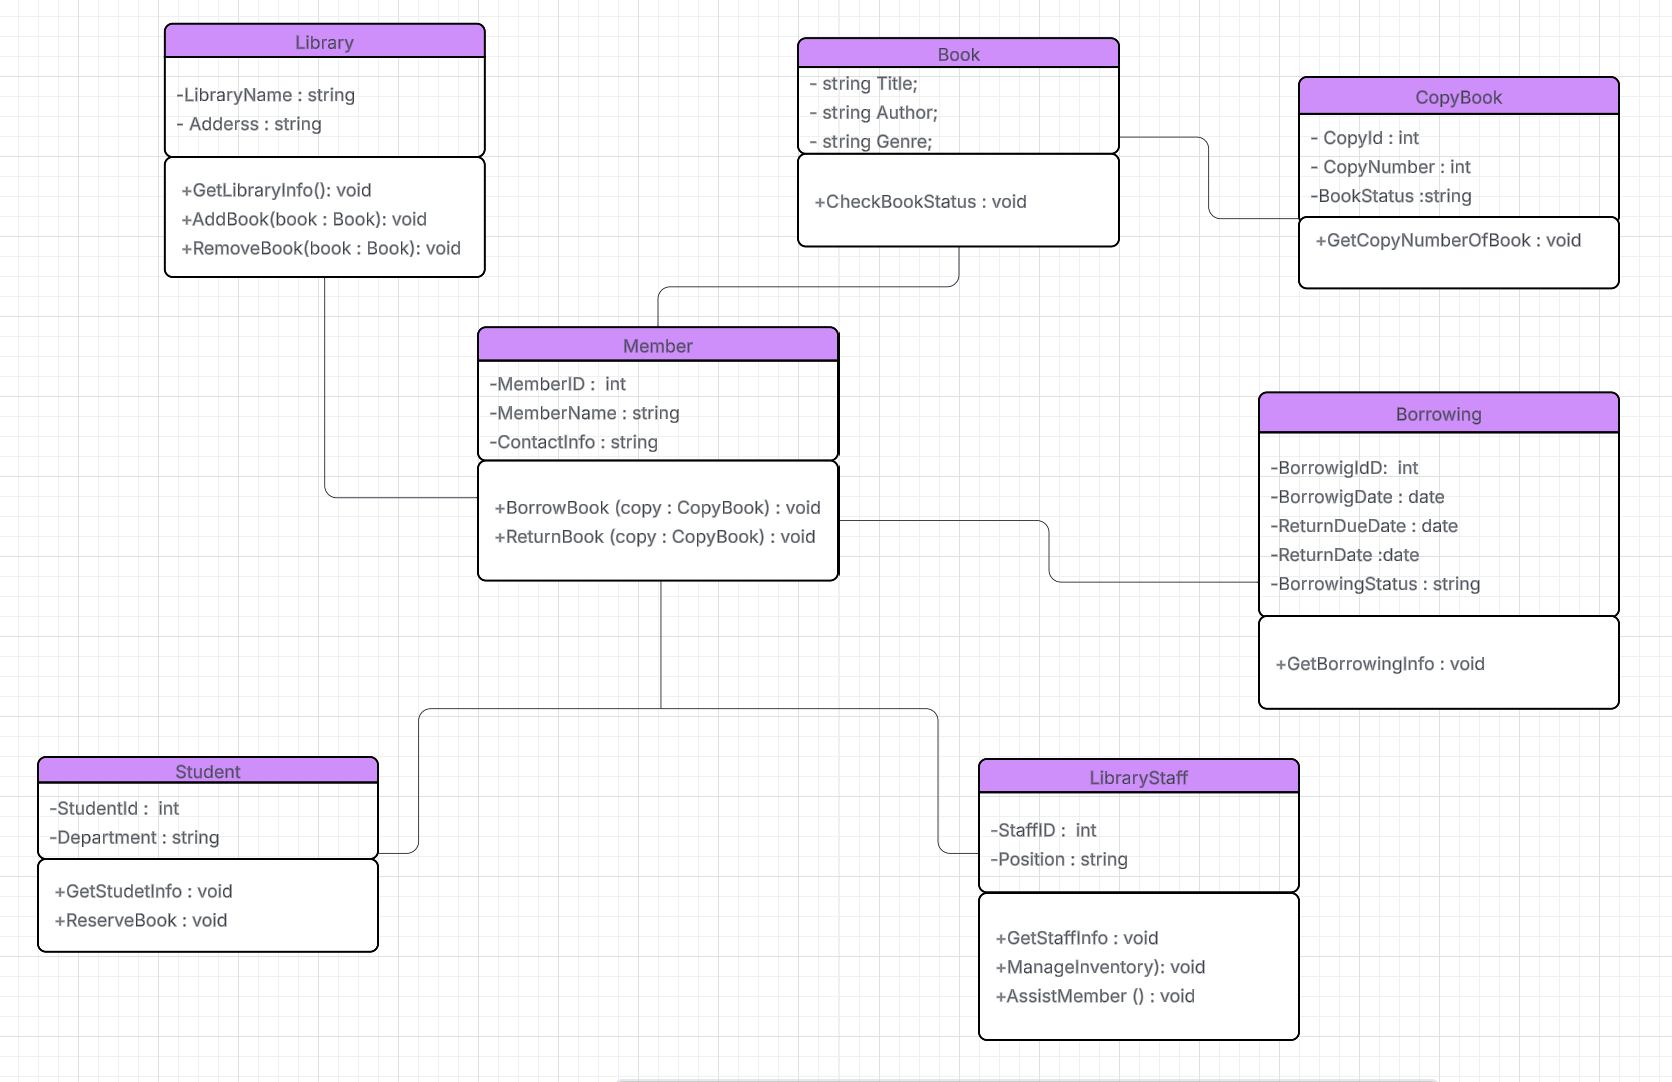 Library
-LibraryName : string
- Adderss : string
+GetLibraryInfo(): void
+AddBook(book : Book): void
+RemoveBook(book : Book): void
Book
- string Title;
- string Author;
- string Genre;
+CheckBookStatus : void
CopyBook
- CopyId : int
- CopyNumber : int
-BookStatus :string
+GetCopyNumberOfBook : void
Member
-MemberID :  int
-MemberName : string
-ContactInfo : string
+BorrowBook (copy : CopyBook) : void
+ReturnBook (copy : CopyBook) : void
Borrowing
-BorrowigIdD:  int
-BorrowigDate : date
-ReturnDueDate : date
-ReturnDate :date
-BorrowingStatus : string
+GetBorrowingInfo : void
Student
-StudentId :  int
-Department : string
+GetStudetInfo : void
+ReserveBook : void
LibraryStaff
-StaffID :  int
-Position : string
+GetStaffInfo : void
+ManageInventory): void
+AssistMember () : void